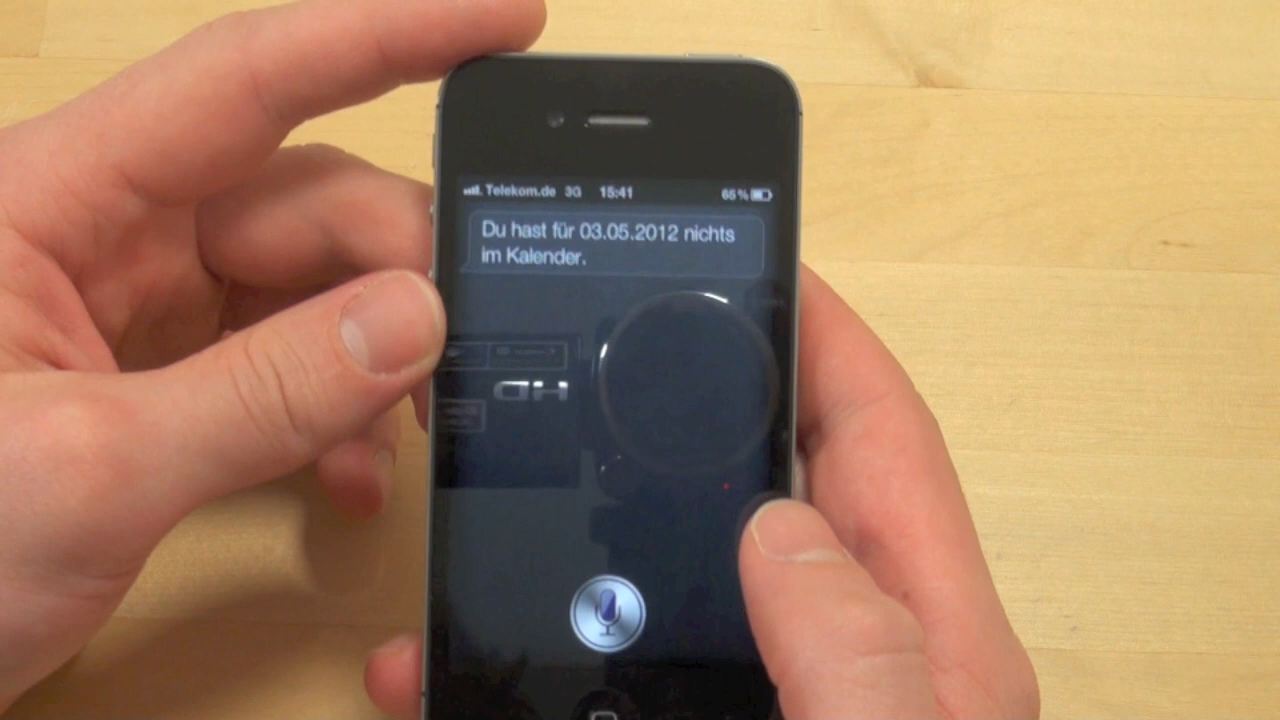 Telekom.de 3G 15:41 65%
Du hast für 03.05.2012 nichts
im Kalender.
HD